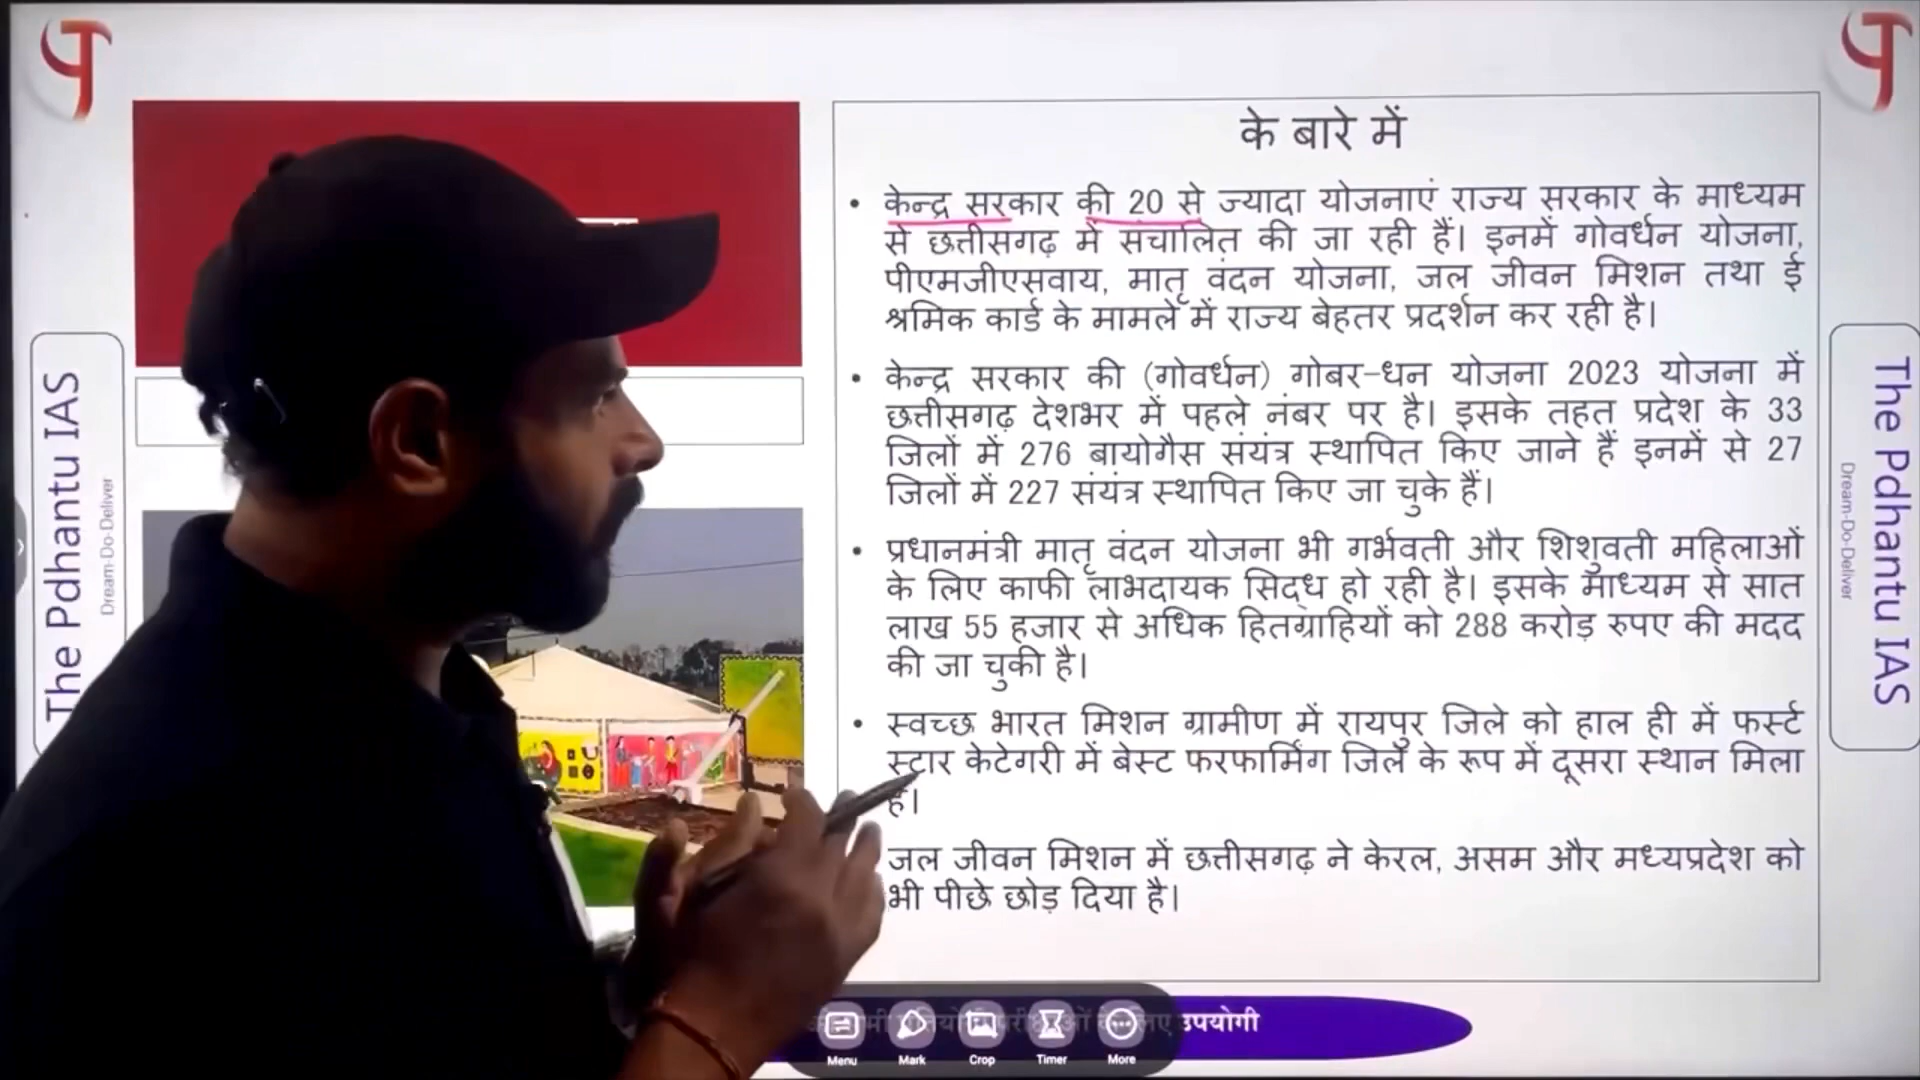 के बारे में
• केन्द्र सरकार की 20 से ज्यादा योजनाएं राज्य सरकार के माध्यम
से छत्तीसगढ़ में संचालित की जा रही हैं। इनमें गोवर्धन योजना,
पीएमजीएसवाय, मातृ वंदन योजना, जल जीवन मिशन तथा ई
श्रमिक कार्ड के मामले में राज्य बेहतर प्रदर्शन कर रही है।
• केन्द्र सरकार की (गोवर्धन) गोबर-धन योजना 2023 योजना में
छत्तीसगढ़ देशभर में पहले नंबर पर है। इसके तहत प्रदेश के 33
जिलों में 276 बायोगैस संयंत्र स्थापित किए जाने हैं इनमें से 27
जिलों में 227 संयंत्र स्थापित किए जा चुके हैं।
• प्रधानमंत्री मातृ वंदन योजना भी गर्भवती और शिशुवती महिलाओं
के लिए काफी लाभदायक सिद्ध हो रही है। इसके माध्यम से सात
लाख 55 हजार से अधिक हितग्राहियों को 288 करोड़ रुपए की मदद
की जा चुकी है।
• स्वच्छ भारत मिशन ग्रामीण में रायपुर जिले को हाल ही में फर्स्ट
स्टार केटेगरी में बेस्ट फरफार्मिंग जिले के रूप में दूसरा स्थान मिला
है।
जल जीवन मिशन में छत्तीसगढ़ ने केरल, असम और मध्यप्रदेश को
भी पीछे छोड़ दिया है।
The Pdhantu IAS
Dream-Do-Deliver
The Pdhantu IAS
Dream-Do-Deliver
उपयोगी
Menu Mark Crop Timer More